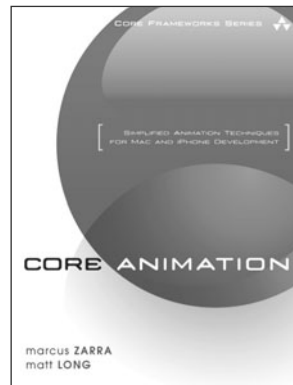 CORE FRAMEWORKS SERIES
SIMPLIFIED ANIMATION TECHNIQUES
FOR MAC AND IPHONE DEVELOPMENT
CORE ANIMATION
marcus ZARRA
matt LONG